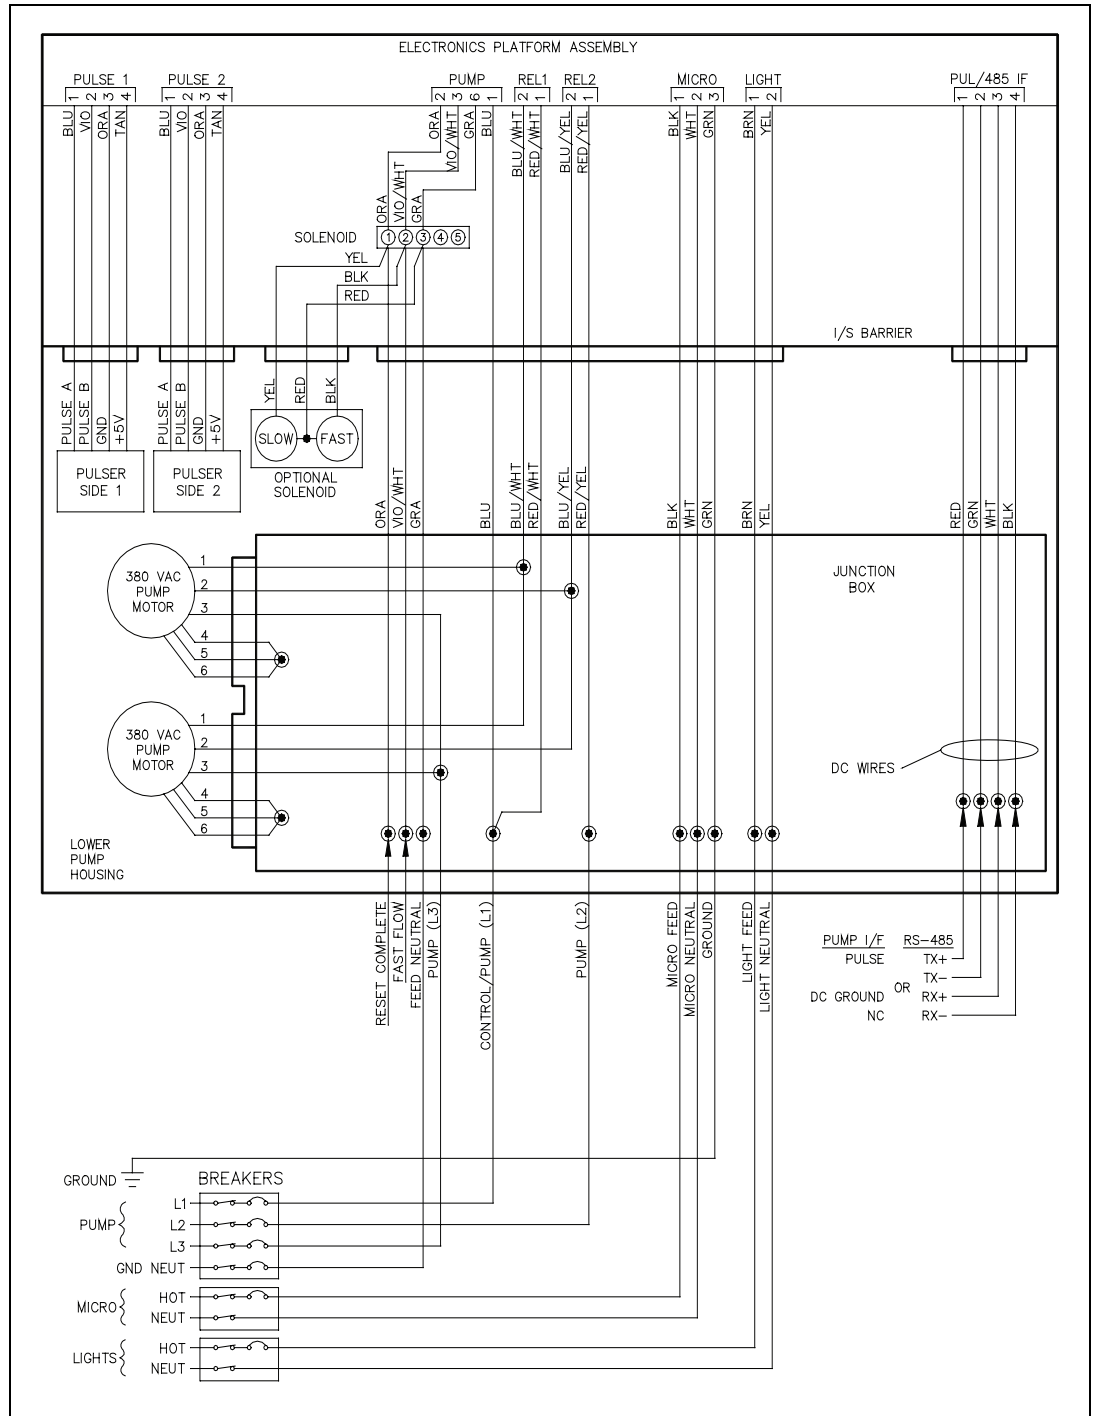 ELECTRONICS PLATFORM ASSEMBLY
PULSE 1
PULSE 2
PUMP
REL1
REL2
MICRO
LIGHT
PUL/485 IF
1 2 3 4
1 2 3 4
2 3 6 1
2 1
2 1
1 2 3
1 2
1 2 3 4
BLU
VIO
ORA
TAN
BLU
VIO
ORA
TAN
ORA
VIO/WHT
GRA
BLU
BLU/WHT
RED/WHT
BLU/YEL
RED/YEL
BLK
WHT
GRN
BRN
YEL
ORA
VIO/WHT
GRA
SOLENOID
1 2 3 4 5
YEL
BLK
RED
I/S BARRIER
PULSE A
PULSE B
GND
+5V
PULSE A
PULSE B
GND
+5V
YEL
RED
BLK
SLOW
FAST
OPTIONAL
SOLENOID
PULSER
SIDE 1
PULSER
SIDE 2
ORA
VIO/WHT
GRA
BLU
BLU/WHT
RED/WHT
BLU/YEL
RED/YEL
BLK
WHT
GRN
BRN
YEL
RED
GRN
WHT
BLK
JUNCTION
BOX
380 VAC
PUMP
MOTOR
1
2
3
4
5
6
380 VAC
PUMP
MOTOR
1
2
3
4
5
6
DC WIRES
LOWER
PUMP
HOUSING
RESET COMPLETE
FAST FLOW
FEED NEUTRAL
PUMP (L3)
CONTROL/PUMP (L1)
PUMP (L2)
MICRO FEED
MICRO NEUTRAL
GROUND
LIGHT FEED
LIGHT NEUTRAL
PUMP I/F RS-485
PULSE TX+
TX-
OR
DC GROUND RX+
NC RX-
GROUND
BREAKERS
PUMP
L1
L2
L3
GND NEUT
MICRO
HOT
NEUT
LIGHTS
HOT
NEUT